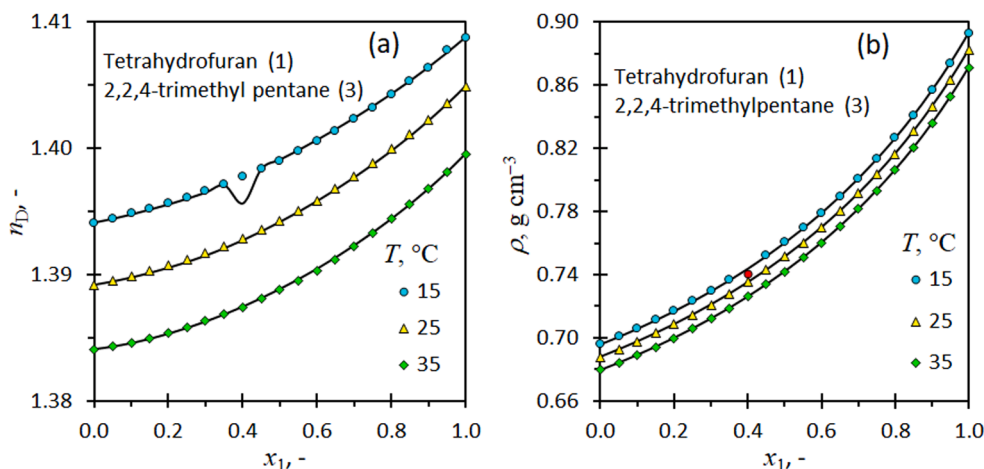 1.41
1.40
1.39
1.38
n_D, -
(a)
Tetrahydrofuran (1)
2,2,4-trimethyl pentane (3)
T, °C
15
25
35
0.0 0.2 0.4 0.6 0.8 1.0
x₁, -
0.90
0.86
0.82
0.78
0.74
0.70
0.66
ρ, g cm⁻³
(b)
Tetrahydrofuran (1)
2,2,4-trimethylpentane (3)
T, °C
15
25
35
0.0 0.2 0.4 0.6 0.8 1.0
x₁, -